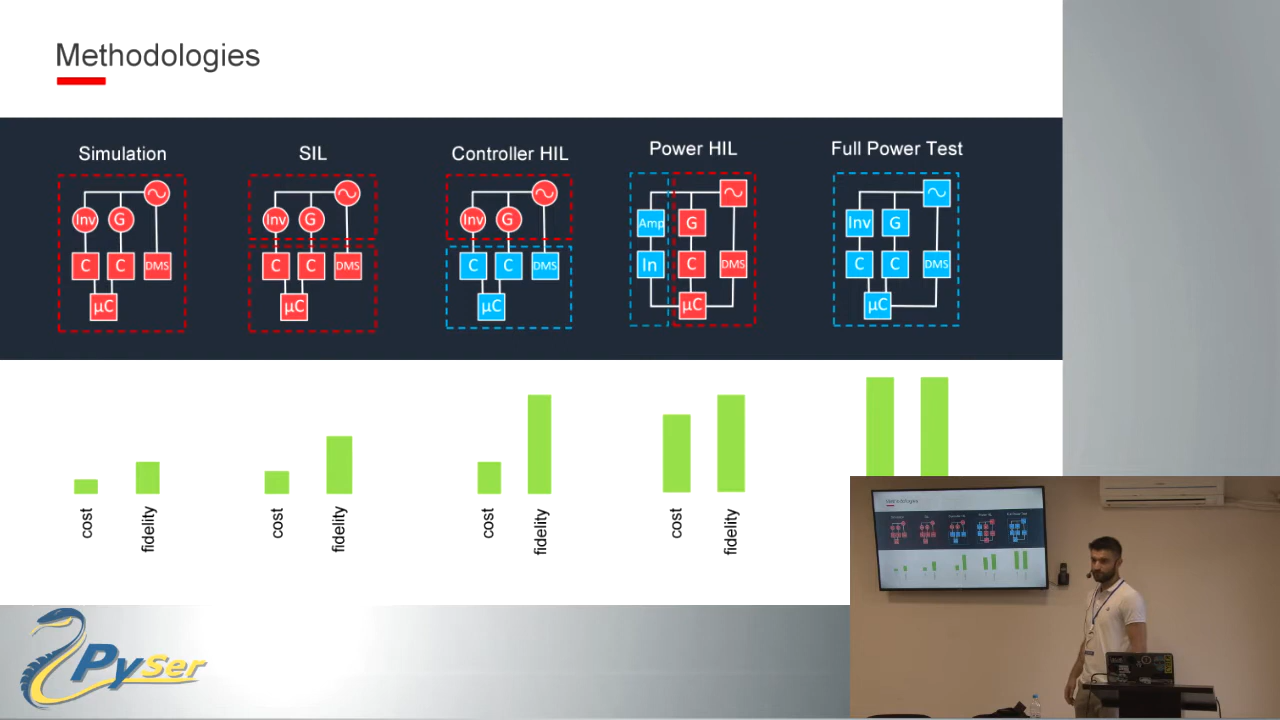 Methodologies
Simulation
SIL
Controller HIL
Power HIL
Full Power Test
Inv G
C C DMS
µC
Inv G
C C DMS
µC
Inv G
C C DMS
µC
Amp G
In C DMS
µC
Inv G
C C DMS
µC
cost fidelity
cost fidelity
cost fidelity
cost fidelity
PySer
Methodologies